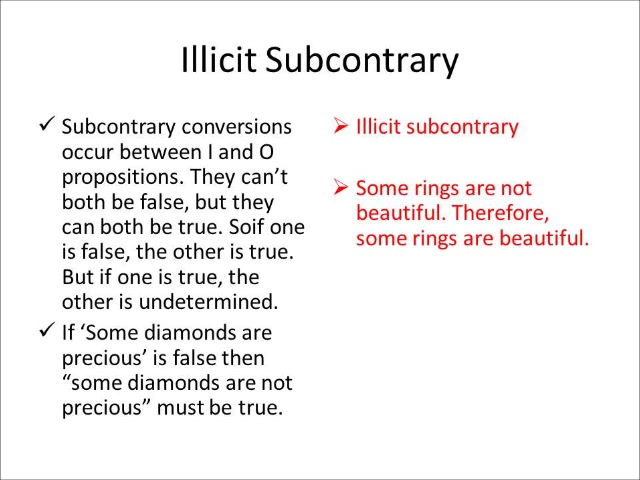 Illicit Subcontrary
✓ Subcontrary conversions
occur between I and O
propositions. They can’t
both be false, but they
can both be true. Soif one
is false, the other is true.
But if one is true, the
other is undetermined.
✓ If ‘Some diamonds are
precious’ is false then
“some diamonds are not
precious” must be true.
➢ Illicit subcontrary
➢ Some rings are not
beautiful. Therefore,
some rings are beautiful.